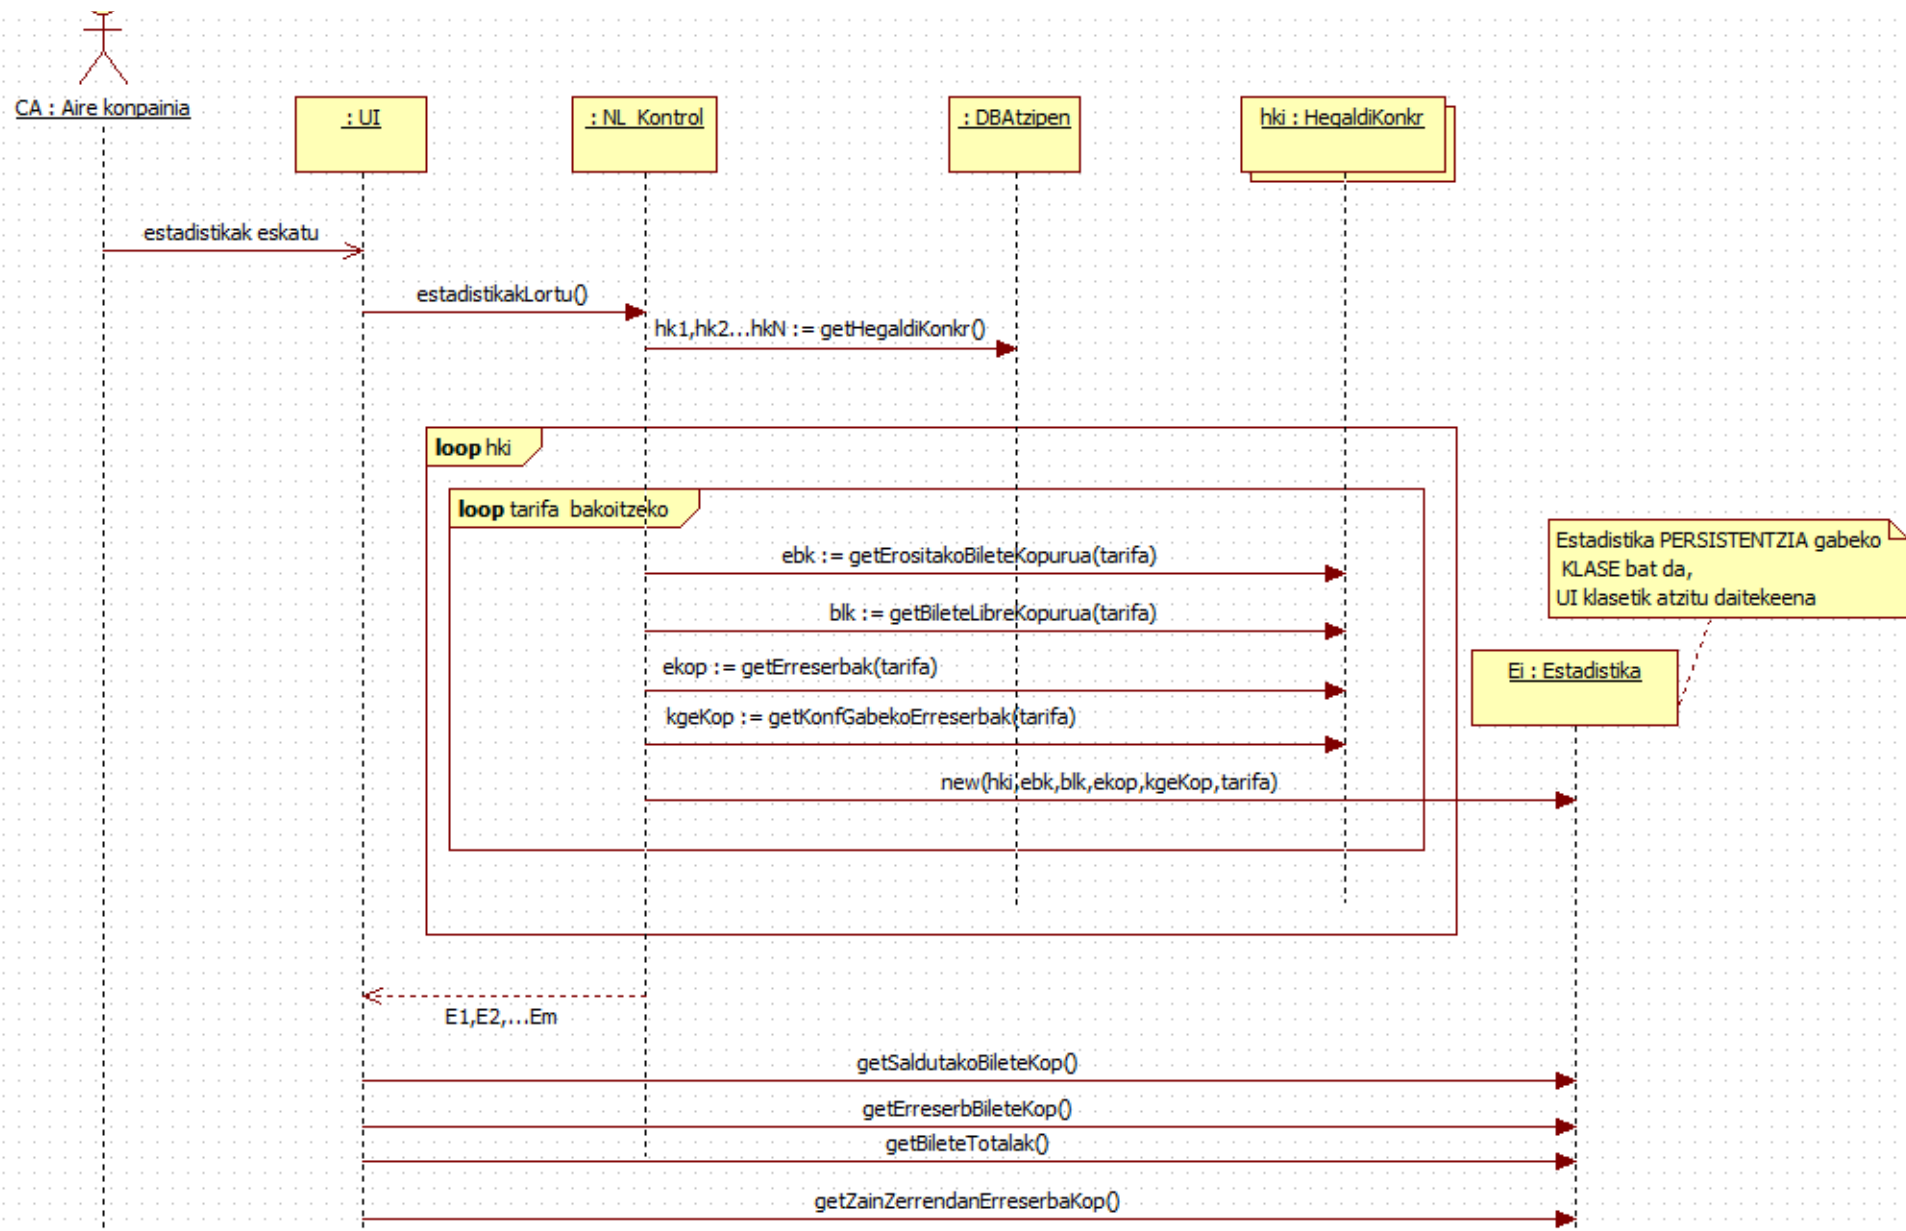 CA : Aire konpainia
: UI
: NL_Kontrol
: DBAtzipen
hki : HegaldiKonkr
estadistikak eskatu
estadistikakLortu()
hk1,hk2...hkN := getHegaldiKonkr()
loop hki
loop tarifa bakoitzeko
ebk := getErositakoBileteKopurua(tarifa)
Estadistika PERSISTENTZIA gabeko
KLASE bat da,
UI klasetik atzitu daitekeena
blk := getBileteLibreKopurua(tarifa)
ekop := getErreserbak(tarifa)
Ei : Estadistika
kgeKop := getKonfGabekoErreserbak(tarifa)
new(hki,ebk,blk,ekop,kgeKop,tarifa)
E1,E2,...Em
getSaldutakoBileteKop()
getErreserbBileteKop()
getBileteTotalak()
getZainZerrendanErreserbaKop()